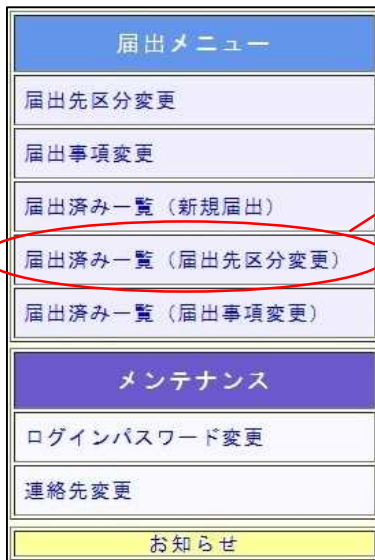 届出メニュー
届出先区分変更
届出事項変更
届出済み一覧（新規届出）
届出済み一覧（届出先区分変更）
届出済み一覧（届出事項変更）
メンテナンス
ログインパスワード変更
連絡先変更
お知らせ